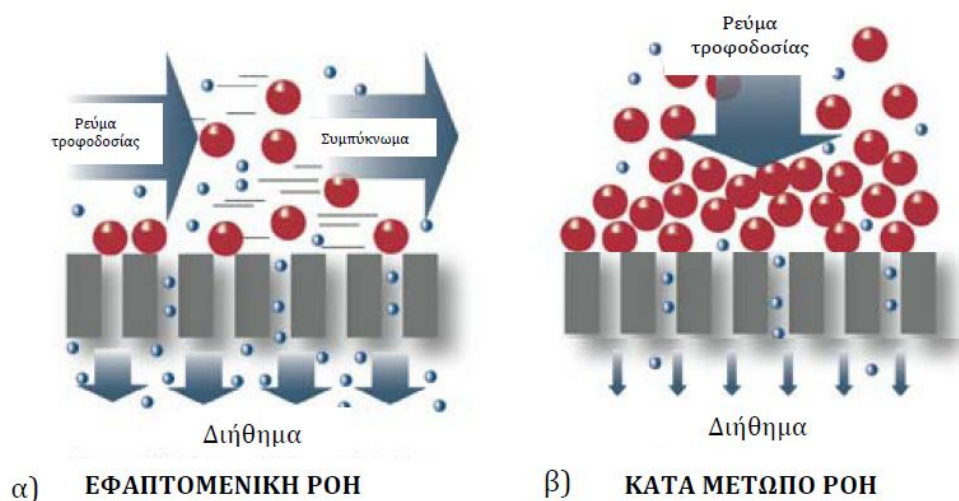 Ρεύμα
τροφοδοσίας
Συμπύκνωμα
Διήθημα
α) ΕΦΑΠΤΟΜΕΝΙΚΗ ΡΟΗ
Ρεύμα
τροφοδοσίας
Διήθημα
β) ΚΑΤΑ ΜΕΤΩΠΟ ΡΟΗ